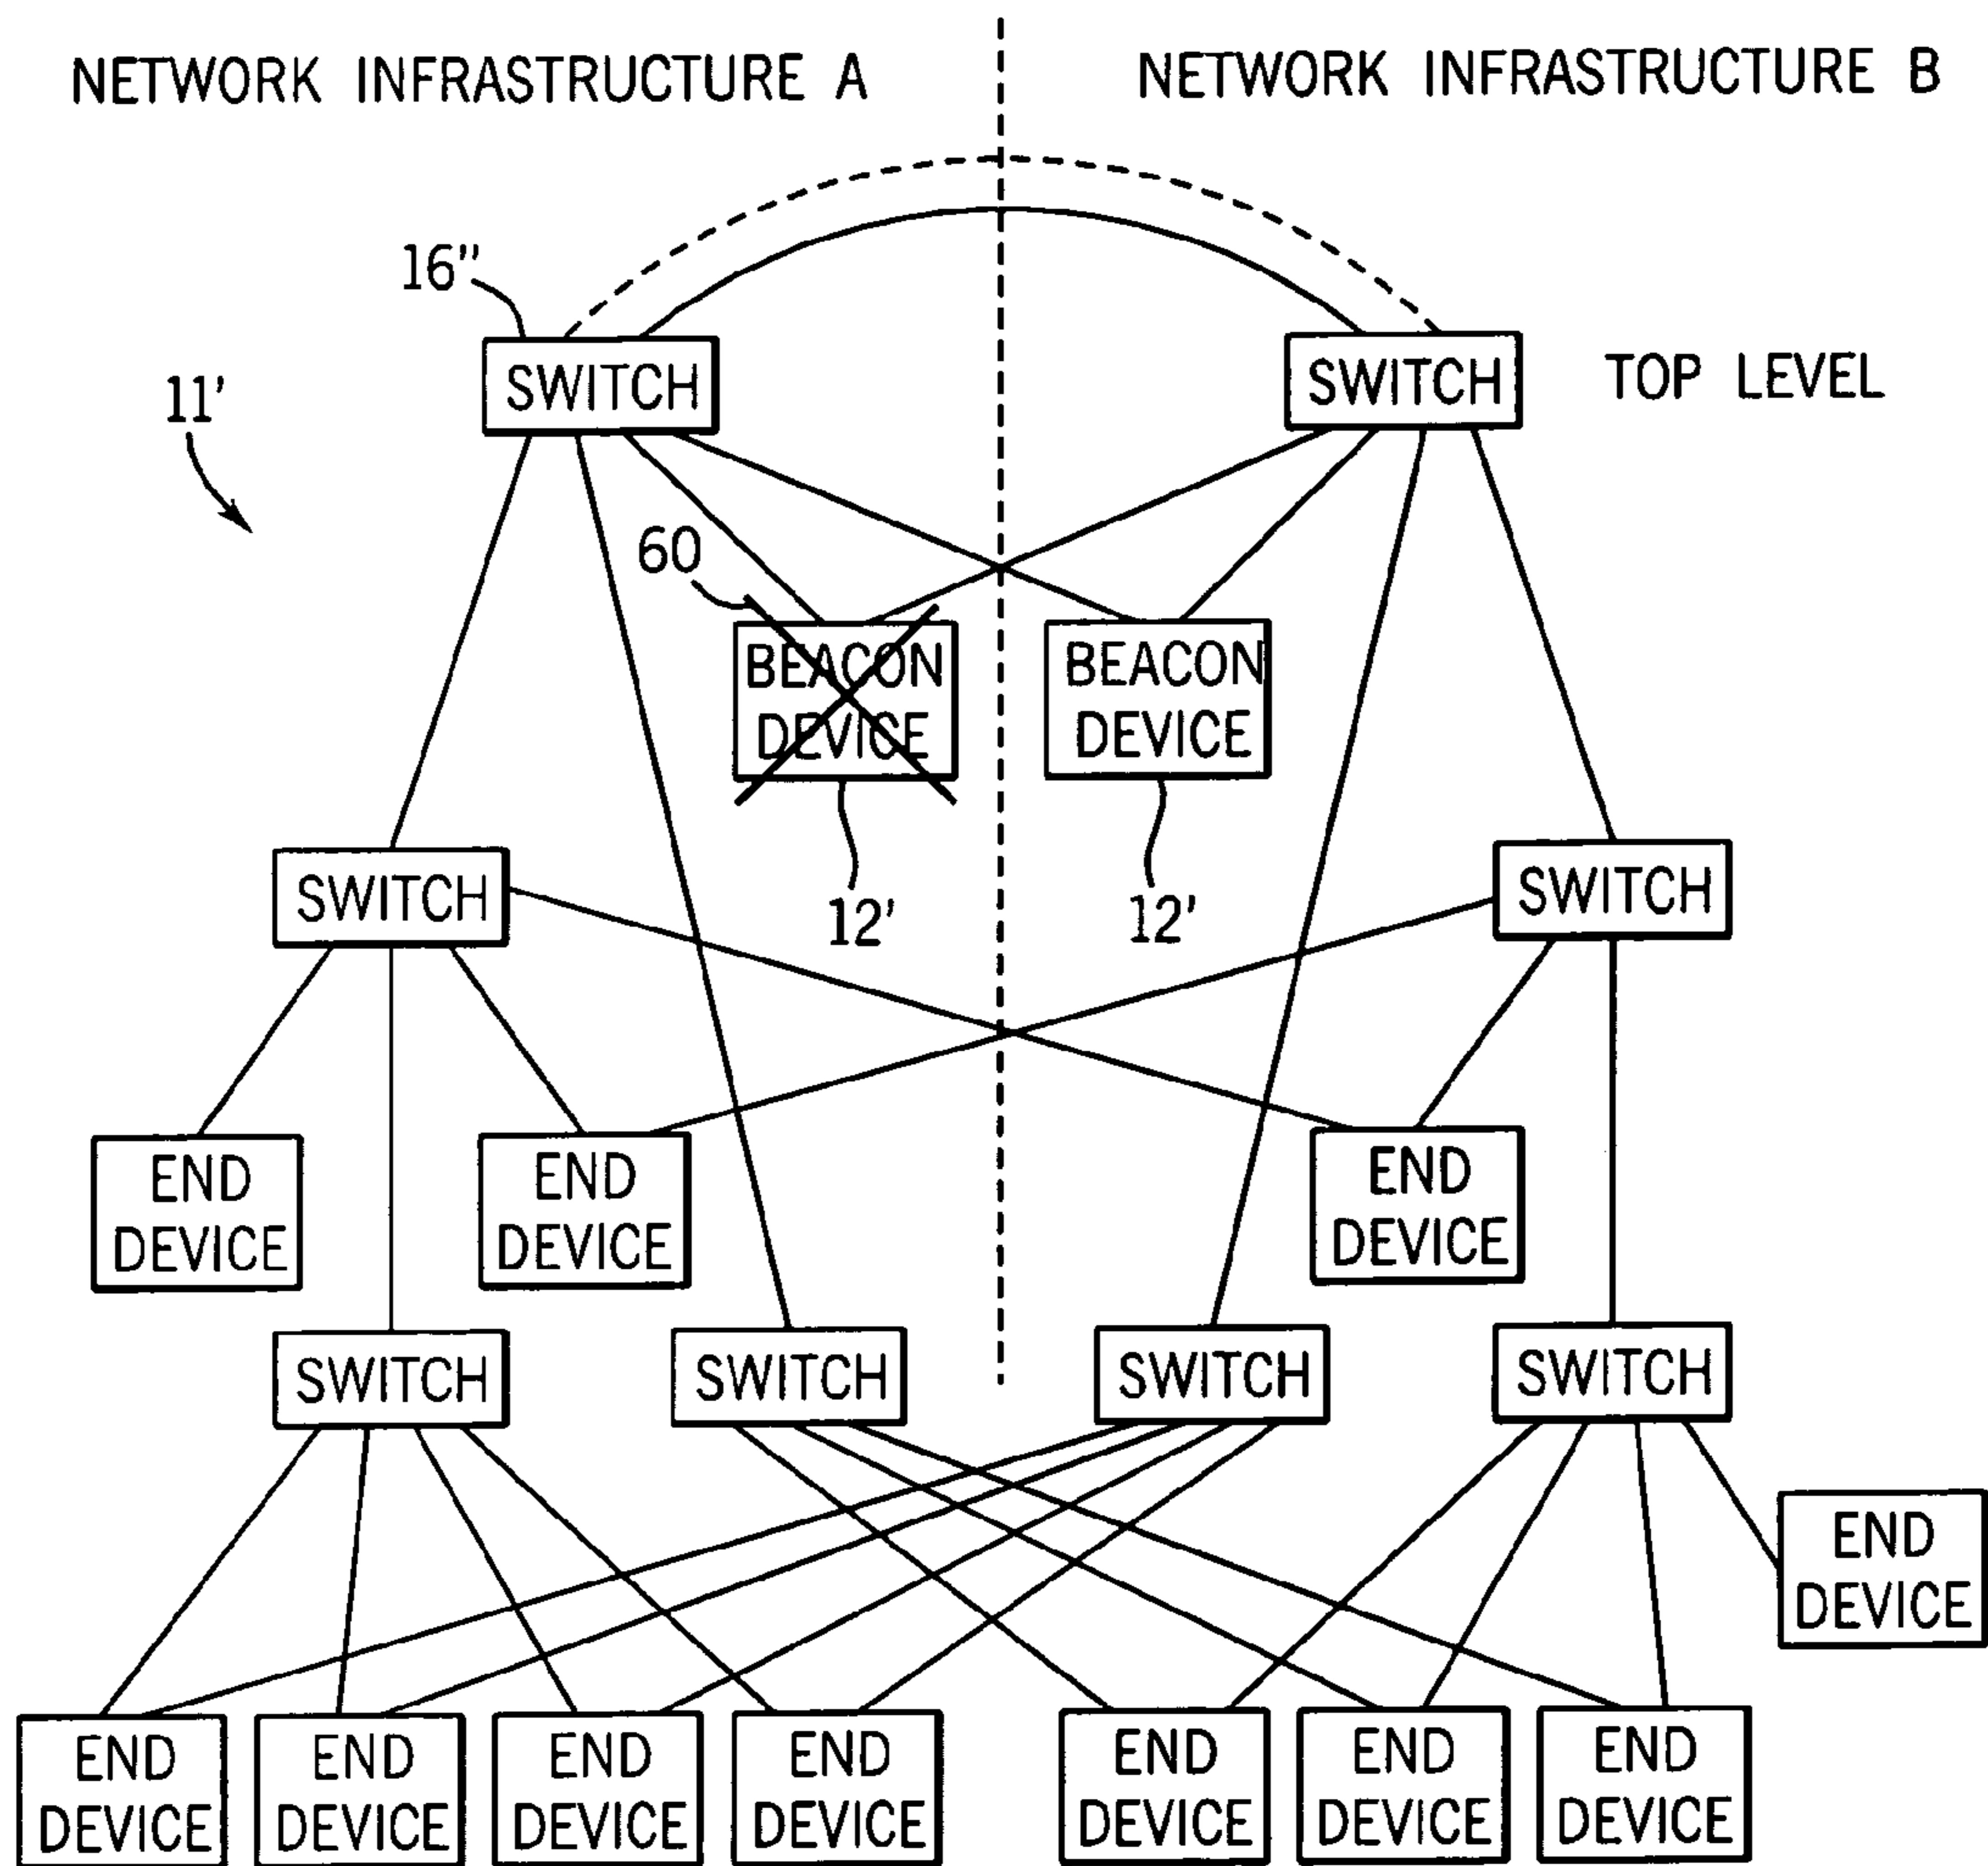 NETWORK INFRASTRUCTURE A
NETWORK INFRASTRUCTURE B
16"
SWITCH
SWITCH
TOP LEVEL
11'
60
BEACON
DEVICE
BEACON
DEVICE
12'
12'
SWITCH
SWITCH
END
DEVICE
END
DEVICE
END
DEVICE
SWITCH
SWITCH
SWITCH
SWITCH
END
DEVICE
END
DEVICE
END
DEVICE
END
DEVICE
END
DEVICE
END
DEVICE
END
DEVICE
END
DEVICE